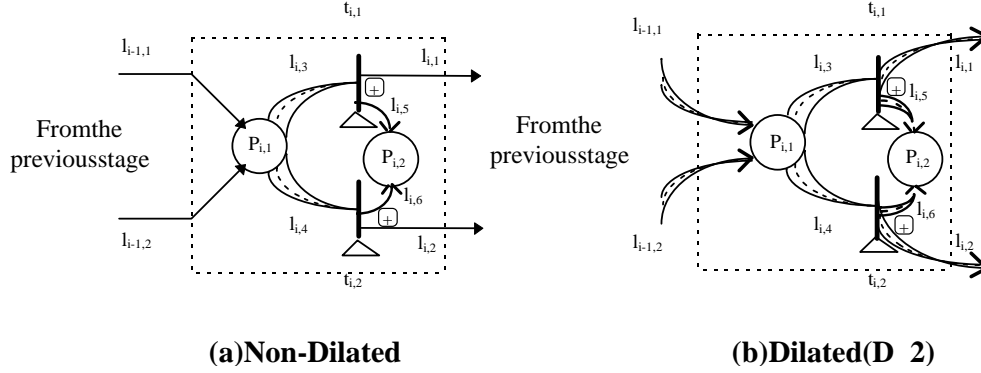 t_{i,1}
l_{i-1,1}
l_{i,3}
l_{i,1}
+
l_{i,5}
Fromthe
previousstage
P_{i,1}
P_{i,2}
l_{i,6}
+
l_{i-1,2}
l_{i,4}
l_{i,2}
t_{i,2}
(a)Non-Dilated
t_{i,1}
l_{i-1,1}
l_{i,3}
l_{i,1}
+
l_{i,5}
Fromthe
previousstage
P_{i,1}
P_{i,2}
l_{i,6}
+
l_{i-1,2}
l_{i,4}
l_{i,2}
t_{i,2}
(b)Dilated(D 2)